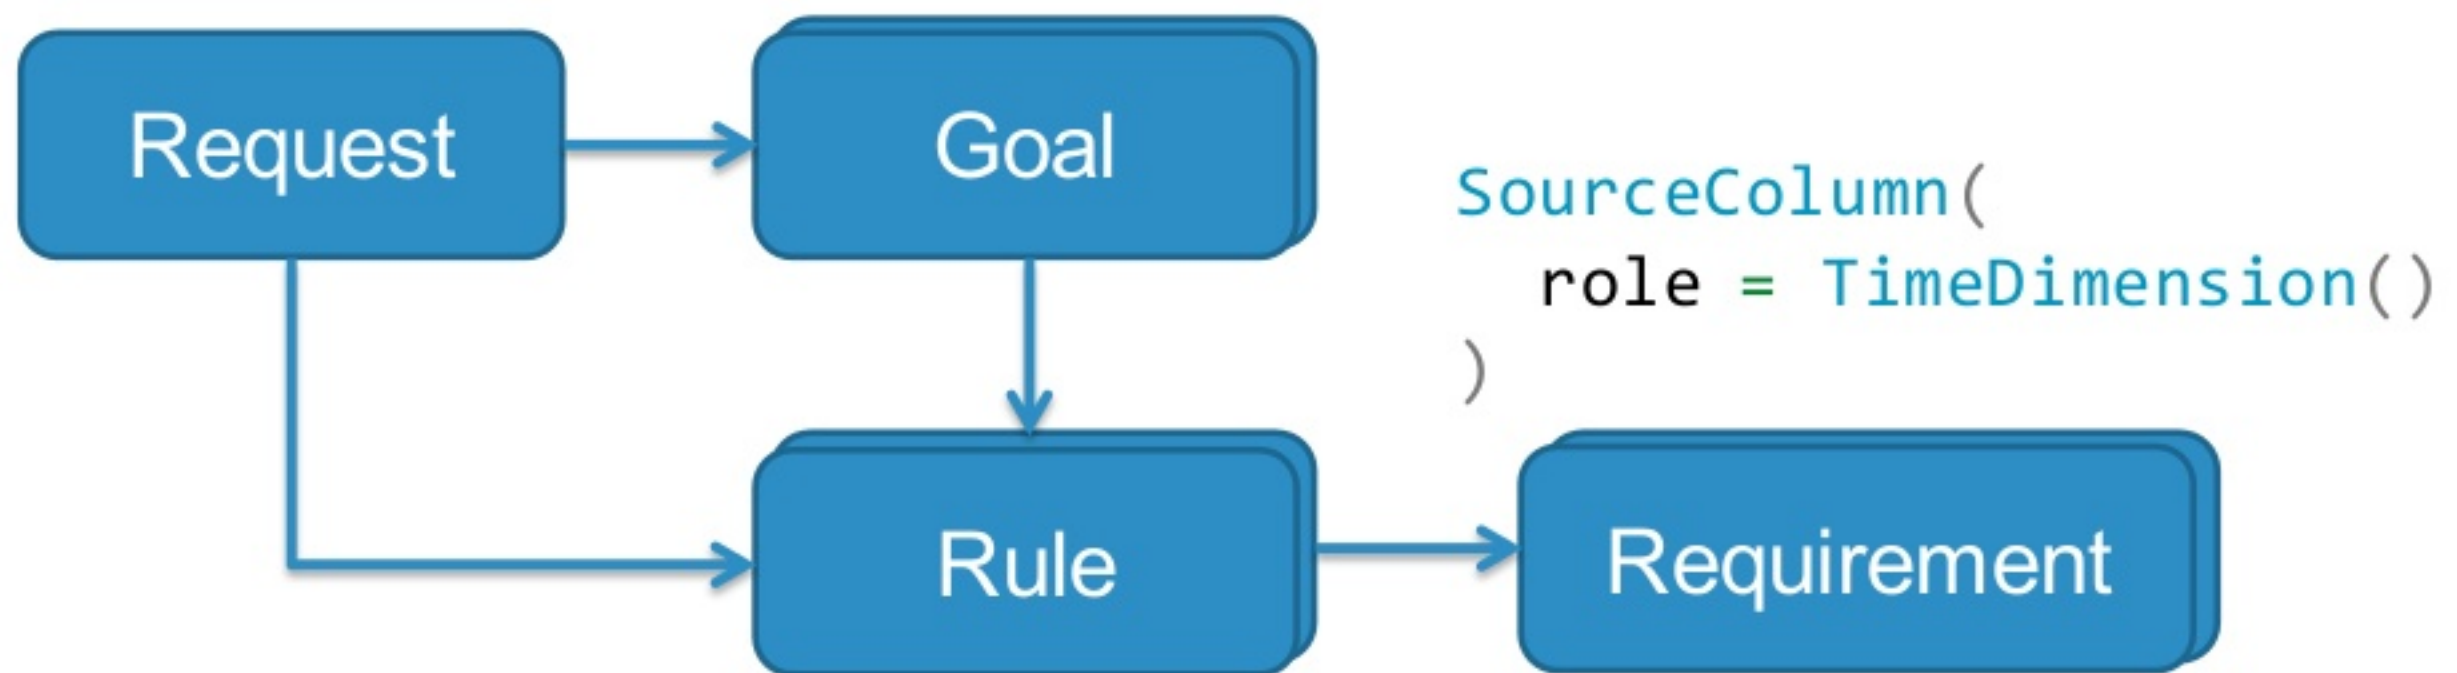 Request
Goal
SourceColumn(
role = TimeDimension()
)
Rule
Requirement